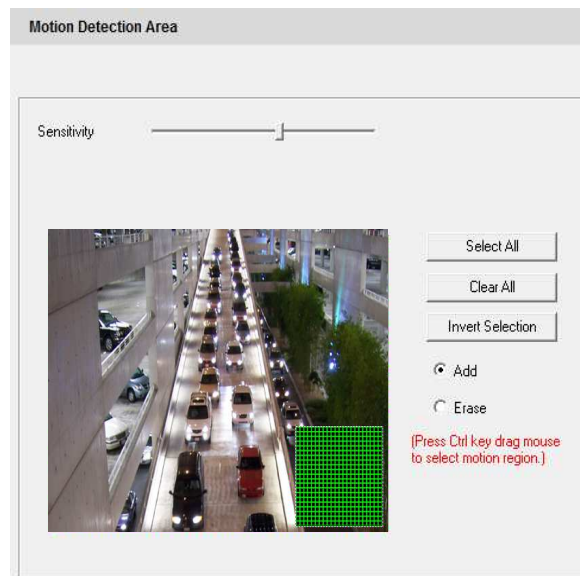 Motion Detection Area
Sensitivity
Select All
Clear All
Invert Selection
Add
Erase
(Press Ctrl key drag mouse
to select motion region.)